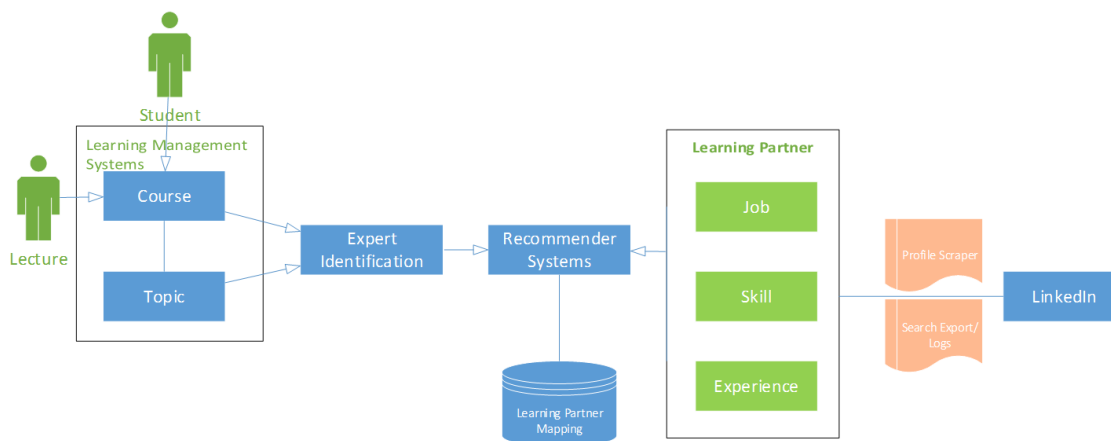 Student
Learning Management
Systems
Course
Lecture
Topic
Expert
Identification
Recommender
Systems
Learning Partner
Mapping
Learning Partner
Job
Skill
Experience
Profile Scraper
Search Export/
Logs
LinkedIn